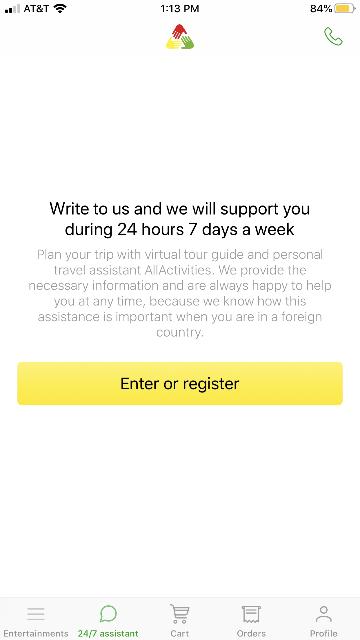 AT&T 1:13 PM 84%
Write to us and we will support you
during 24 hours 7 days a week
Plan your trip with virtual tour guide and personal
travel assistant AllActivities. We provide the
necessary information and are always happy to help
you at any time, because we know how this
assistance is important when you are in a foreign
country.
Enter or register
Entertainments 24/7 assistant Cart Orders Profile